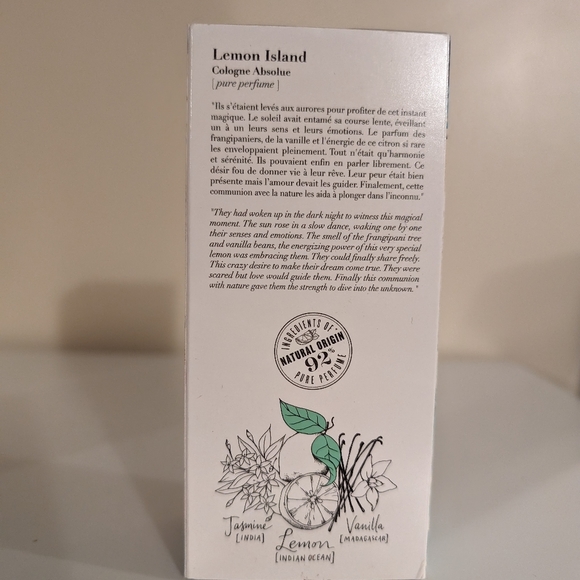 Lemon Island
Cologne Absolue
[ pure perfume ]
"Ils s'étaient levés aux aurores pour profiter de cet instant
magique. Le soleil avait entamé sa course lente, éveillant
un à un leurs sens et leurs émotions. Le parfum des
frangipaniers, de la vanille et l'énergie de ce citron si rare
les enveloppaient pleinement. Tout n'était qu'harmonie
et sérénité. Ils pouvaient enfin se parler librement. Ce
désir fou de donner vie à leur rêve. Leur peur était bien
présente mais l'amour devait les guider. Finalement, cette
communion avec la nature les aida à plonger dans l'inconnu."
"They had woken up in the dark night to witness this magical
moment. The sun rose in a slow dance, waking one by one
their senses and emotions. The smell of the frangipani tree
and vanilla beans, the energizing power of this very special
lemon was embracing them. They could finally share freely.
This crazy desire to make their dream come true. They were
scared but love would guide them. Finally this communion
with nature gave them the strength to dive into the unknown. "
INGREDIENTS OF
NATURAL ORIGIN
92%
PURE PERFUME
Jasmine
[INDIA]
Lemon
[INDIAN OCEAN]
Vanilla
[MADAGASCAR]